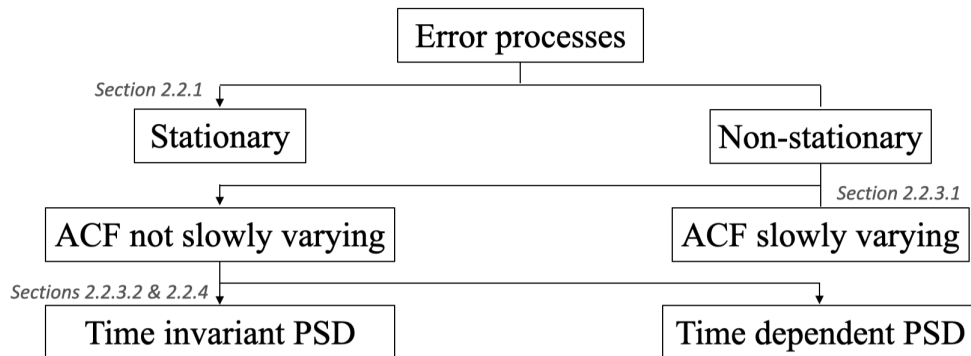 Error processes
Section 2.2.1
Stationary
Non-stationary
Section 2.2.3.1
ACF not slowly varying
ACF slowly varying
Sections 2.2.3.2 & 2.2.4
Time invariant PSD
Time dependent PSD